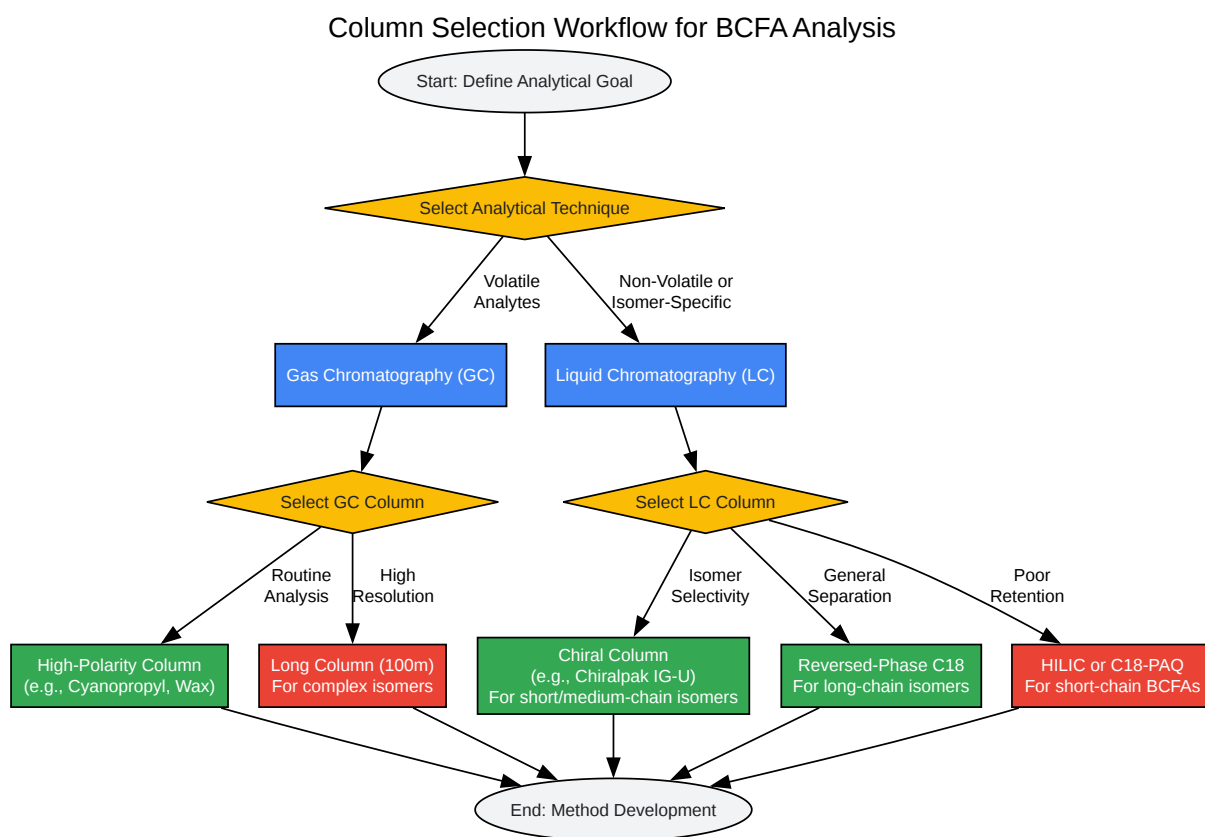 Column Selection Workflow for BCFA Analysis
Start: Define Analytical Goal
Select Analytical Technique
Volatile
Analytes
Non-Volatile or
Isomer-Specific
Gas Chromatography (GC)
Liquid Chromatography (LC)
Select GC Column
Select LC Column
Routine
Analysis
High
Resolution
Isomer
Selectivity
General
Separation
Poor
Retention
High-Polarity Column
(e.g., Cyanopropyl, Wax)
Long Column (100m)
For complex isomers
Chiral Column
(e.g., Chiralpak IG-U)
For short/medium-chain isomers
Reversed-Phase C18
For long-chain isomers
HILIC or C18-PAQ
For short-chain BCFAs
End: Method Development